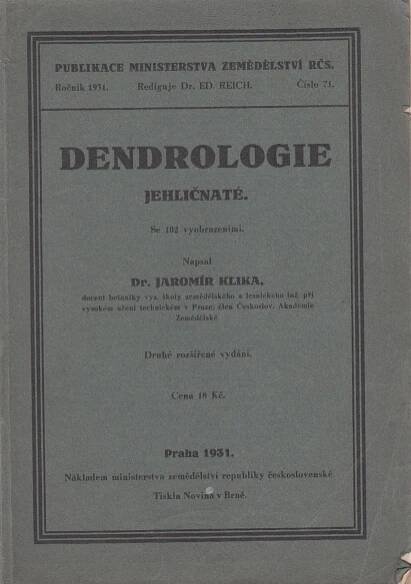 PUBLIKACE MINISTERSTVA ZEMĚDĚLSTVÍ RČS.
Ročník 1931. Rediguje Dr. ED. REICH. Číslo 71.
DENDROLOGIE
JEHLIČNATÉ.
Se 102 vyobrazeními.
Napsal
Dr. JAROMÍR KLIKA,
docent botaniky vys. školy zemědělského a lesnického inž. při
vysokém učení technickém v Praze, člen Českoslov. Akademie
Zemědělské
Druhé rozšířené vydání.
Cena 18 Kč.
Praha 1931.
Nákladem ministerstva zemědělství republiky československé.
Tiskla Novina v Brně.